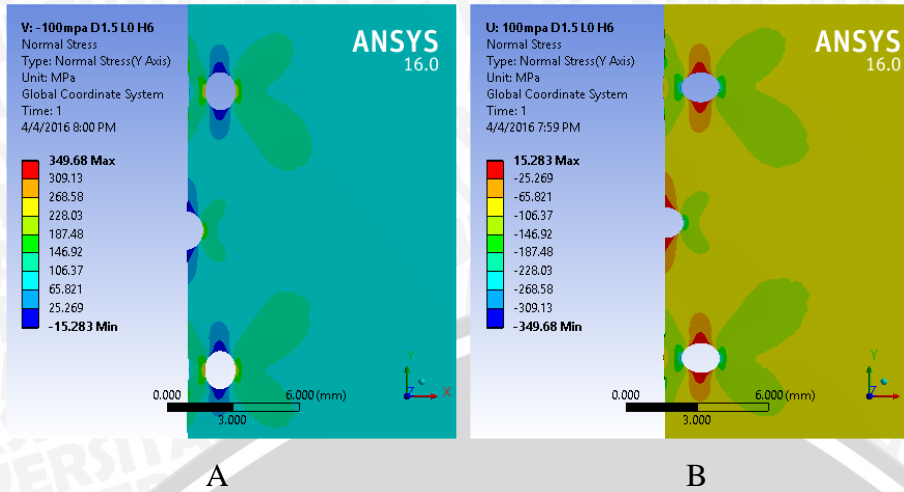 V: -100mpa D1.5 L0 H6
Normal Stress
Type: Normal Stress(Y Axis)
Unit: MPa
Global Coordinate System
Time: 1
4/4/2016 8:00 PM
349.68 Max
309.13
268.58
228.03
187.48
146.92
106.37
65.821
25.269
-15.283 Min
ANSYS
16.0
0.000
6.000 (mm)
3.000
Y
X
Z
A
U: 100mpa D1.5 L0 H6
Normal Stress
Type: Normal Stress(Y Axis)
Unit: MPa
Global Coordinate System
Time: 1
4/4/2016 7:59 PM
15.283 Max
-25.269
-65.821
-106.37
-146.92
-187.48
-228.03
-268.58
-309.13
-349.68 Min
ANSYS
16.0
0.000
6.000 (mm)
3.000
Y
Z
B